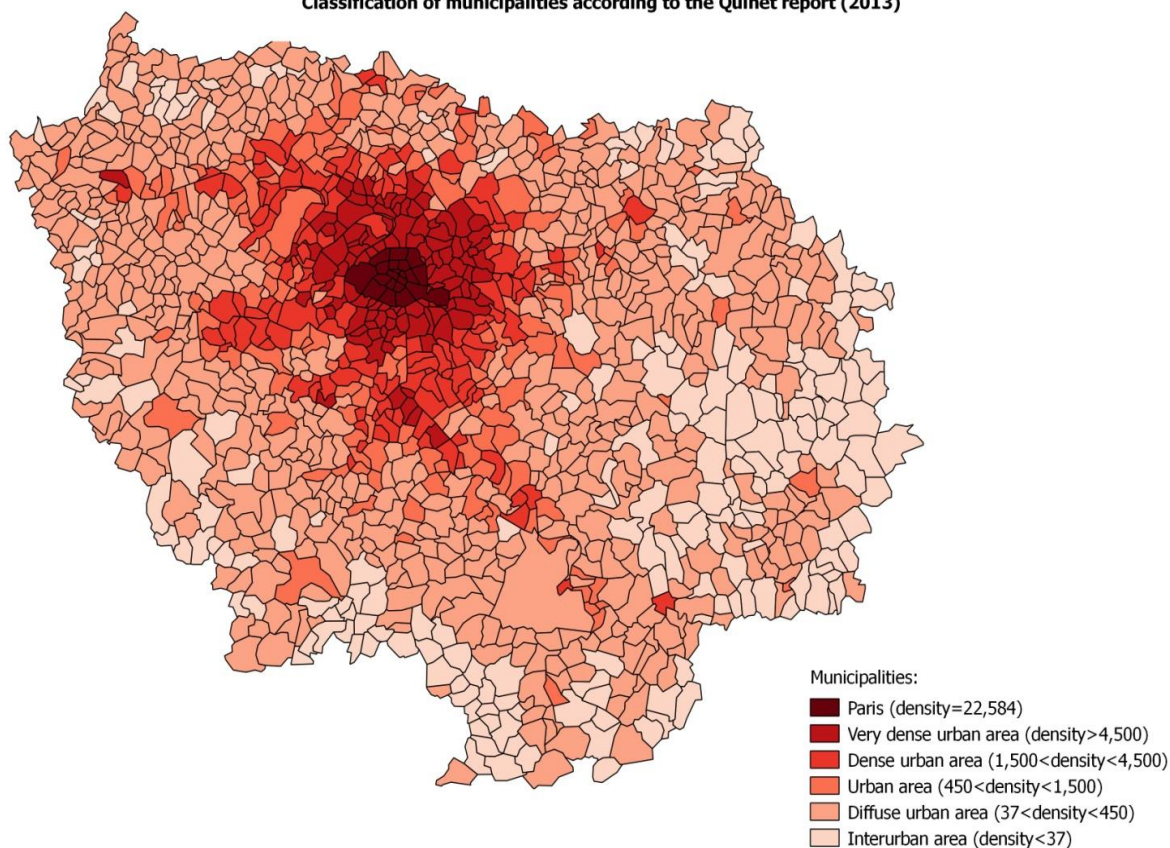 Classification of municipalities according to the Quinet report (2013)
Municipalities:
Paris (density=22,584)
Very dense urban area (density>4,500)
Dense urban area (1,500<density<4,500)
Urban area (450<density<1,500)
Diffuse urban area (37<density<450)
Interurban area (density<37)